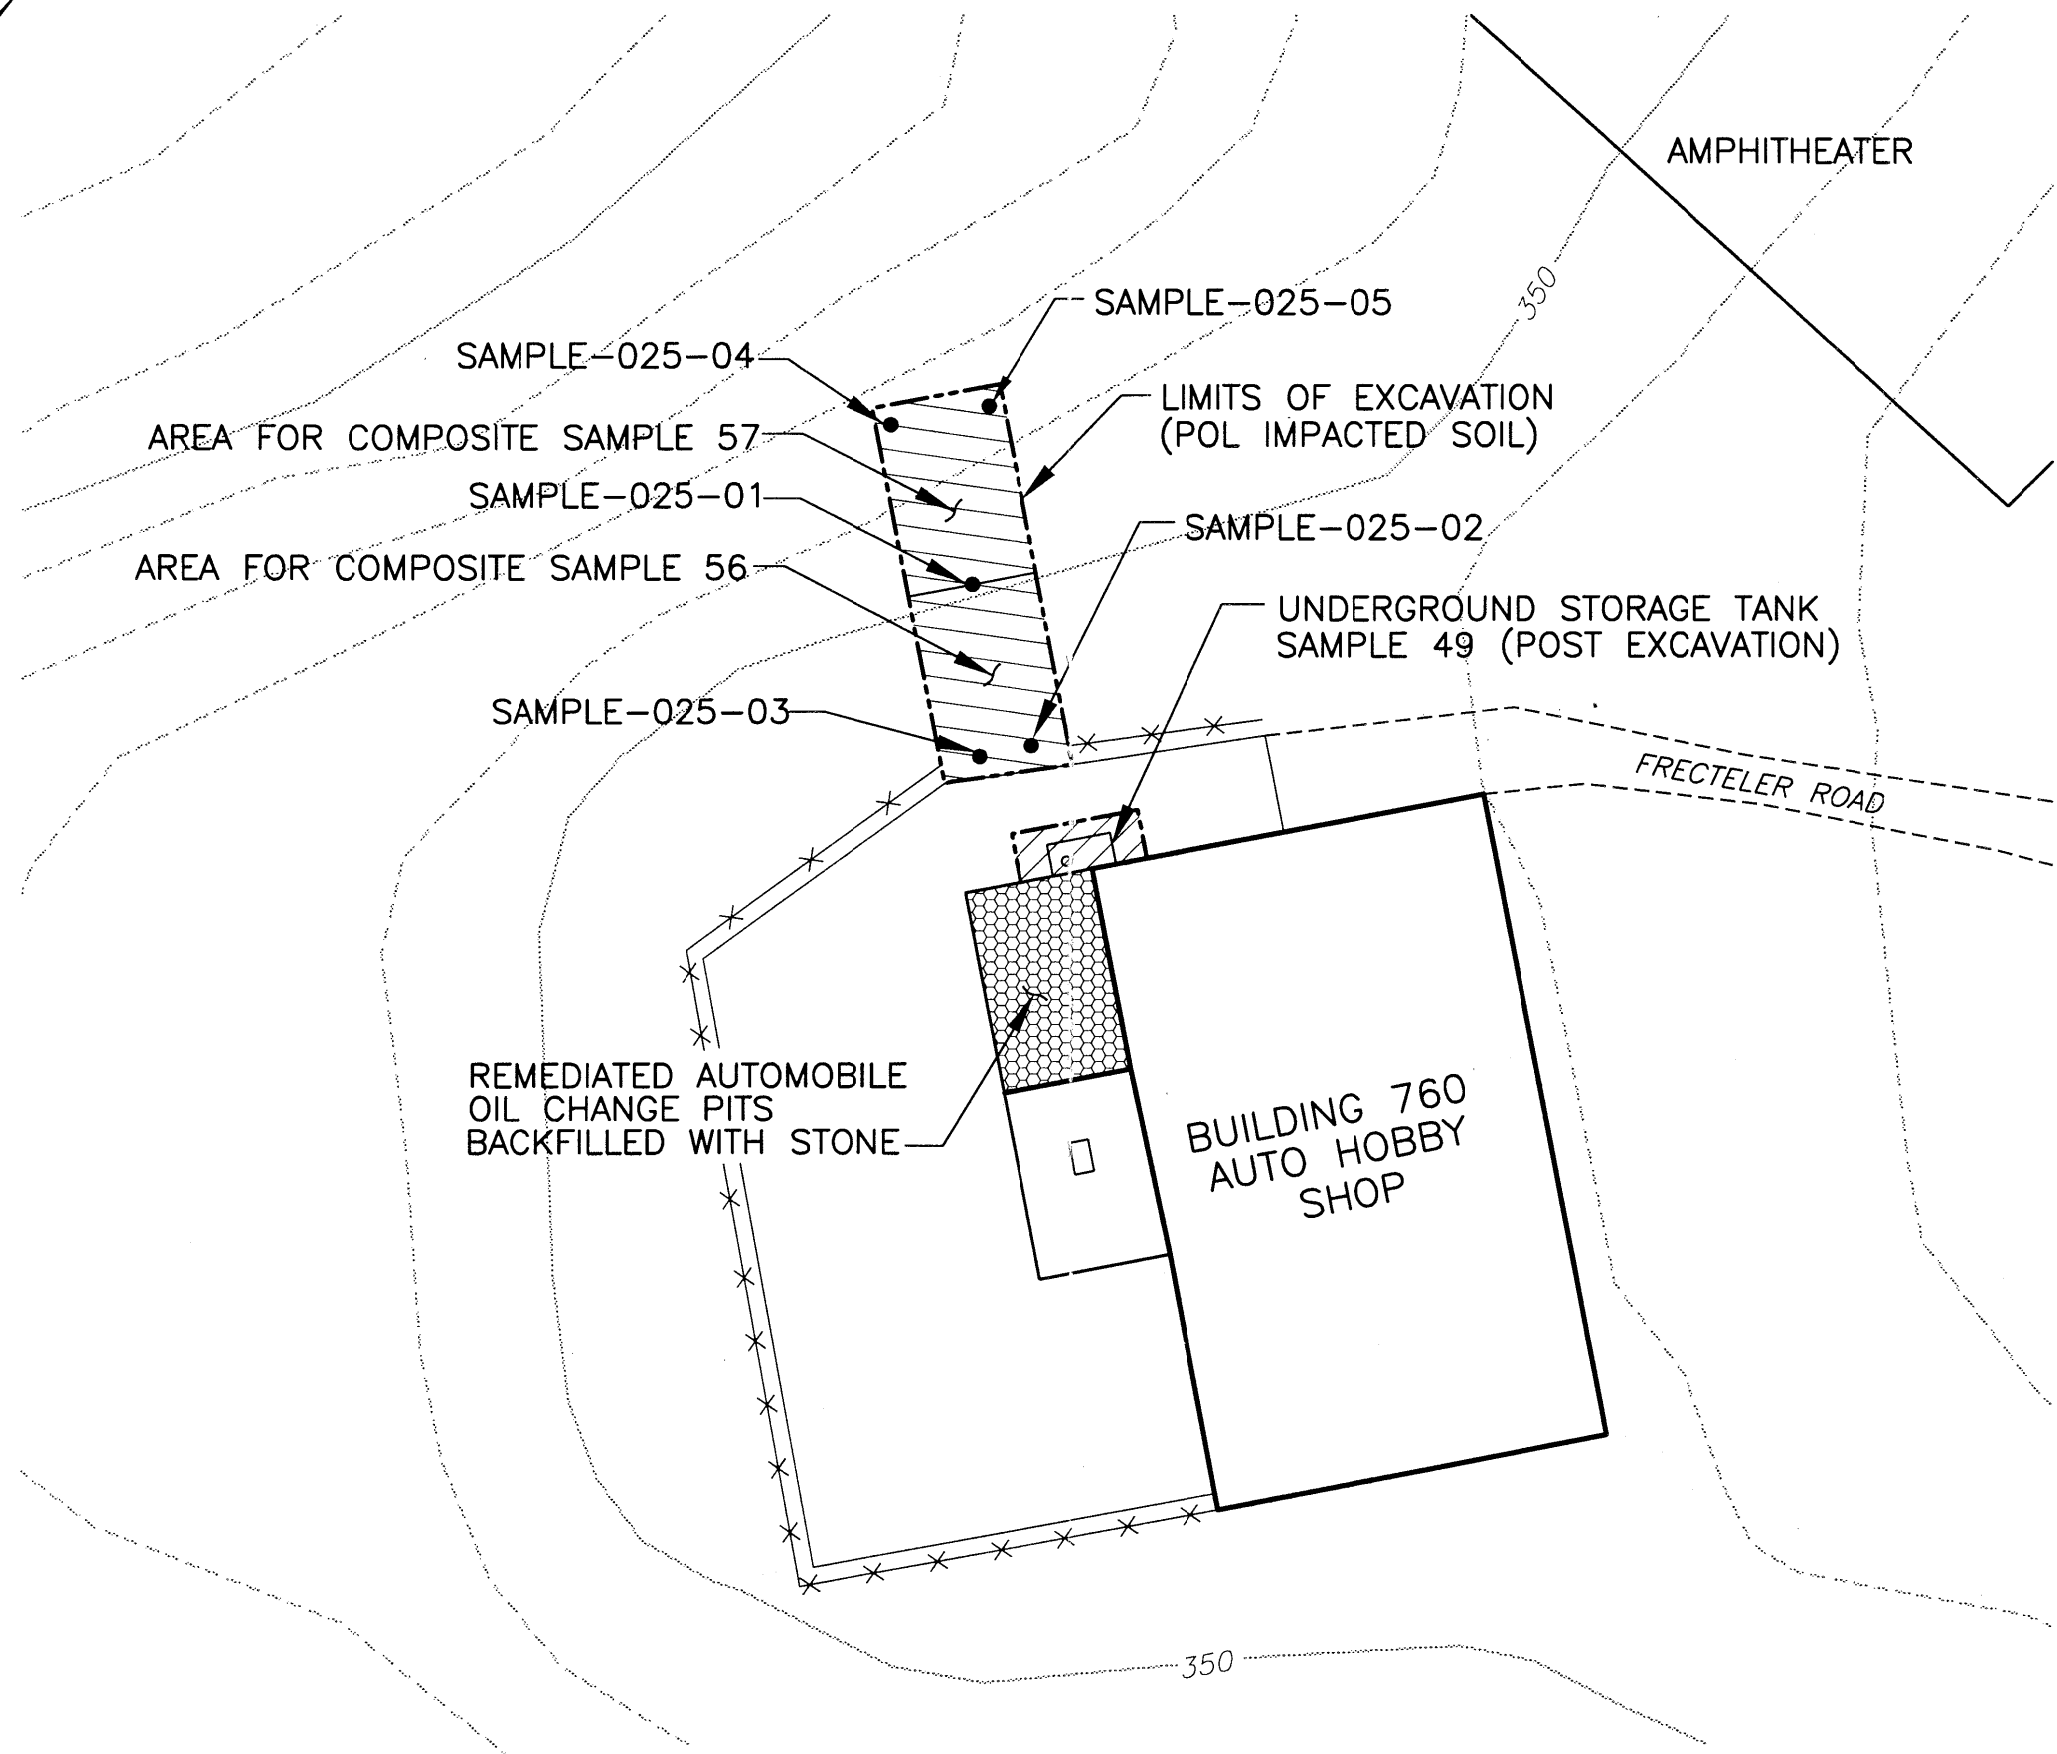 AMPHITHEATER
350
SAMPLE-025-05
SAMPLE-025-04
LIMITS OF EXCAVATION
(POL IMPACTED SOIL)
AREA FOR COMPOSITE SAMPLE 57
SAMPLE-025-01
SAMPLE-025-02
AREA FOR COMPOSITE SAMPLE 56
UNDERGROUND STORAGE TANK
SAMPLE 49 (POST EXCAVATION)
SAMPLE-025-03
FRECTELER ROAD
REMEDIATED AUTOMOBILE
OIL CHANGE PITS
BACKFILLED WITH STONE
BUILDING 760
AUTO HOBBY
SHOP
350